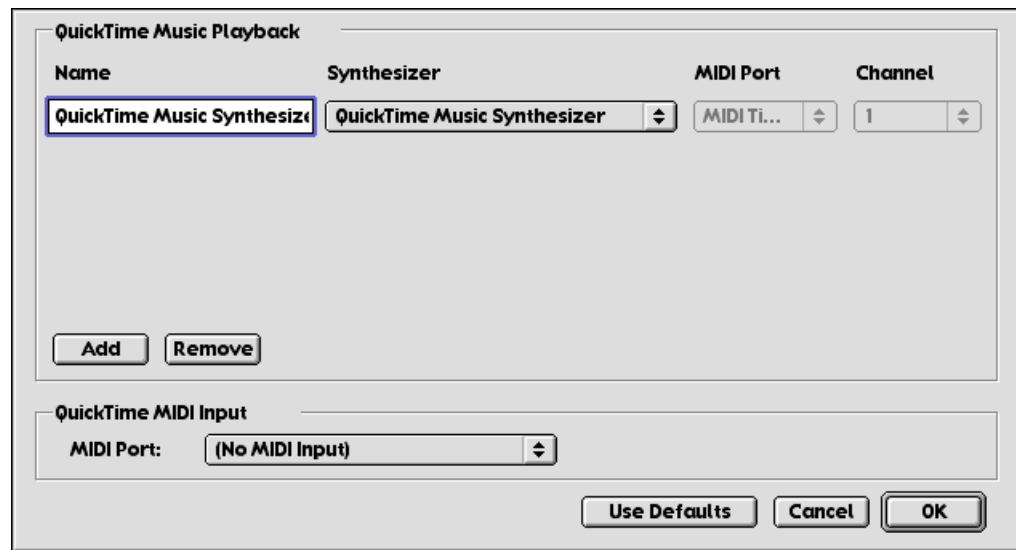 QuickTime Music Playback
Name Synthesizer MIDI Port Channel
QuickTime Music Synthesize QuickTime Music Synthesizer MIDI Ti... 1
Add Remove
QuickTime MIDI Input
MIDI Port: (No MIDI Input)
Use Defaults Cancel OK